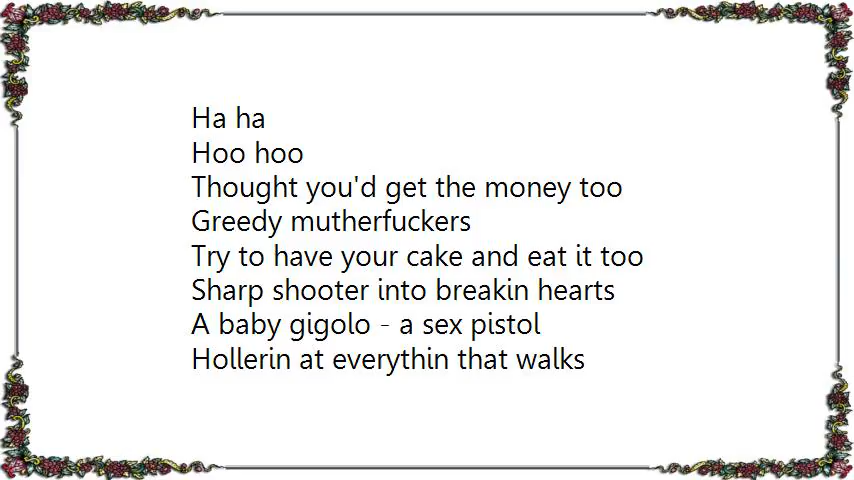 Ha ha
Hoo hoo
Thought you'd get the money too
Greedy mutherfuckers
Try to have your cake and eat it too
Sharp shooter into breakin hearts
A baby gigolo - a sex pistol
Hollerin at everythin that walks